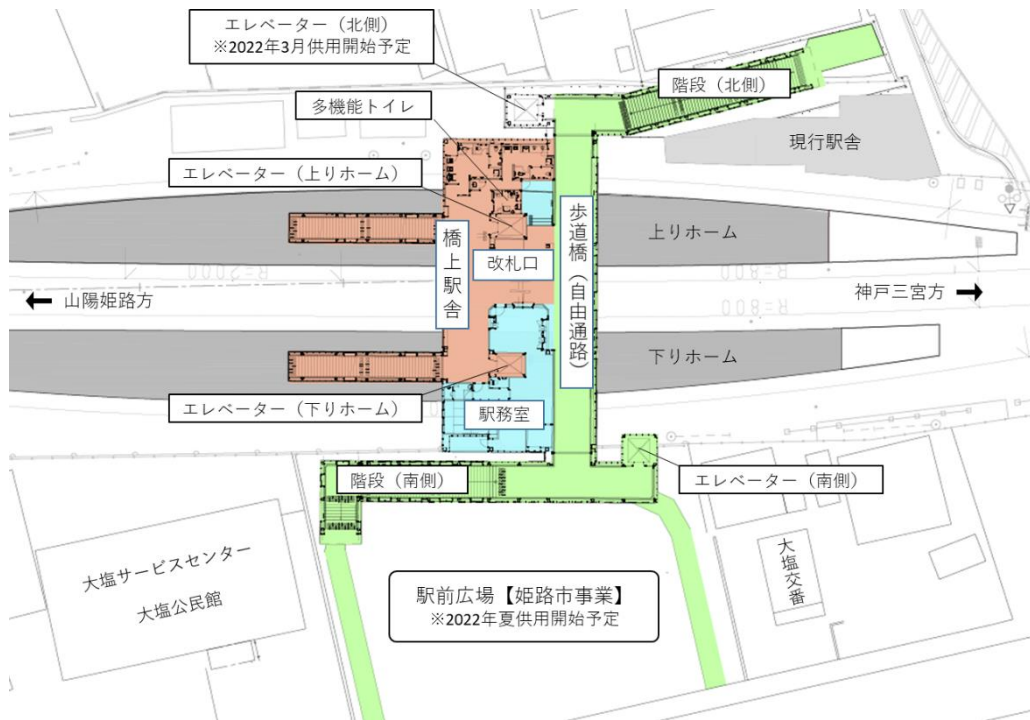 エレベーター（北側）
※2022年3月供用開始予定
階段（北側）
多機能トイレ
現行駅舎
エレベーター（上りホーム）
歩道橋（自由通路）
橋上駅舎
上りホーム
改札口
R=2000
R=800
← 山陽姫路方
神戸三宮方 →
R=800
下りホーム
エレベーター（下りホーム）
駅務室
階段（南側）
エレベーター（南側）
大塩サービスセンター
大塩公民館
大塩交番
駅前広場【姫路市事業】
※2022年夏供用開始予定